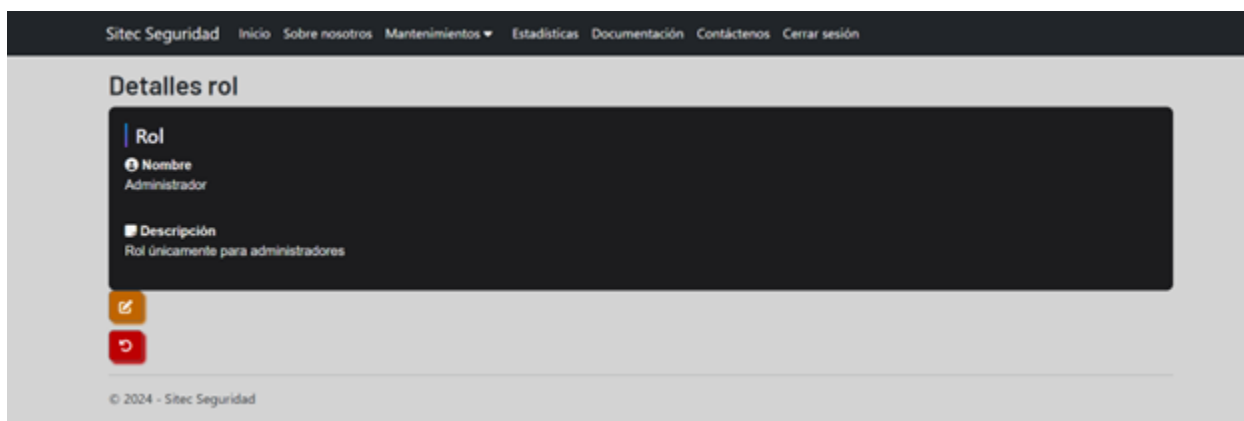 Sitec Seguridad Inicio Sobre nosotros Mantenimientos Estadísticas Documentación Contáctenos Cerrar sesión
Detalles rol
Rol
Nombre
Administrador
Descripción
Rol únicamente para administradores
© 2024 - Sitec Seguridad